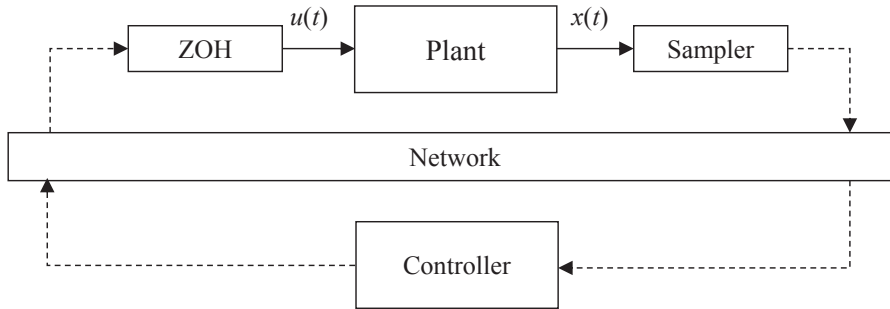 u(t)
x(t)
ZOH
Plant
Sampler
Network
Controller